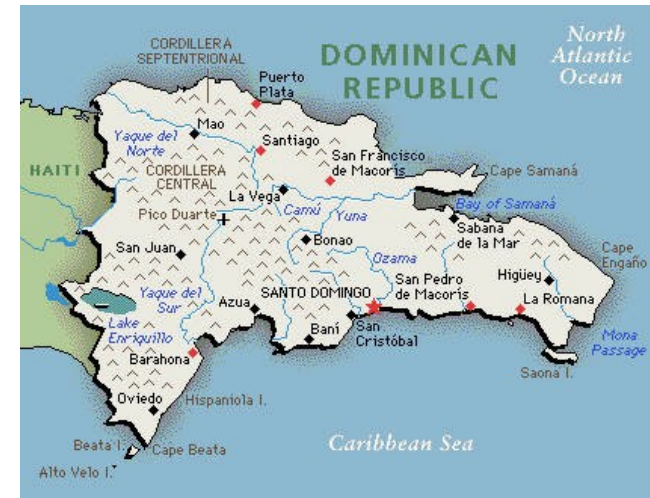 CORDILLERA
SEPTENTRIONAL
DOMINICAN
REPUBLIC
North
Atlantic
Ocean
Puerto
Plata
Mao
Yaque del
Norte
Santiago
San Francisco
de Macorís
HAITI
CORDILLERA
CENTRAL
Cape Samaná
La Vega
Pico Duarte
Camú
Yuna
Bay of Samaná
Sabana
de la Mar
San Juan
Bonao
Cape
Engaño
Ozama
Higüey
Yaque del
Sur
Azua
SANTO DOMINGO
San Pedro
de Macorís
La Romana
Lake
Enriquillo
Baní
San
Cristóbal
Mona
Passage
Barahona
Saona I.
Oviedo
Hispaniola I.
Beata I.
Cape Beata
Caribbean Sea
Alto Velo I.